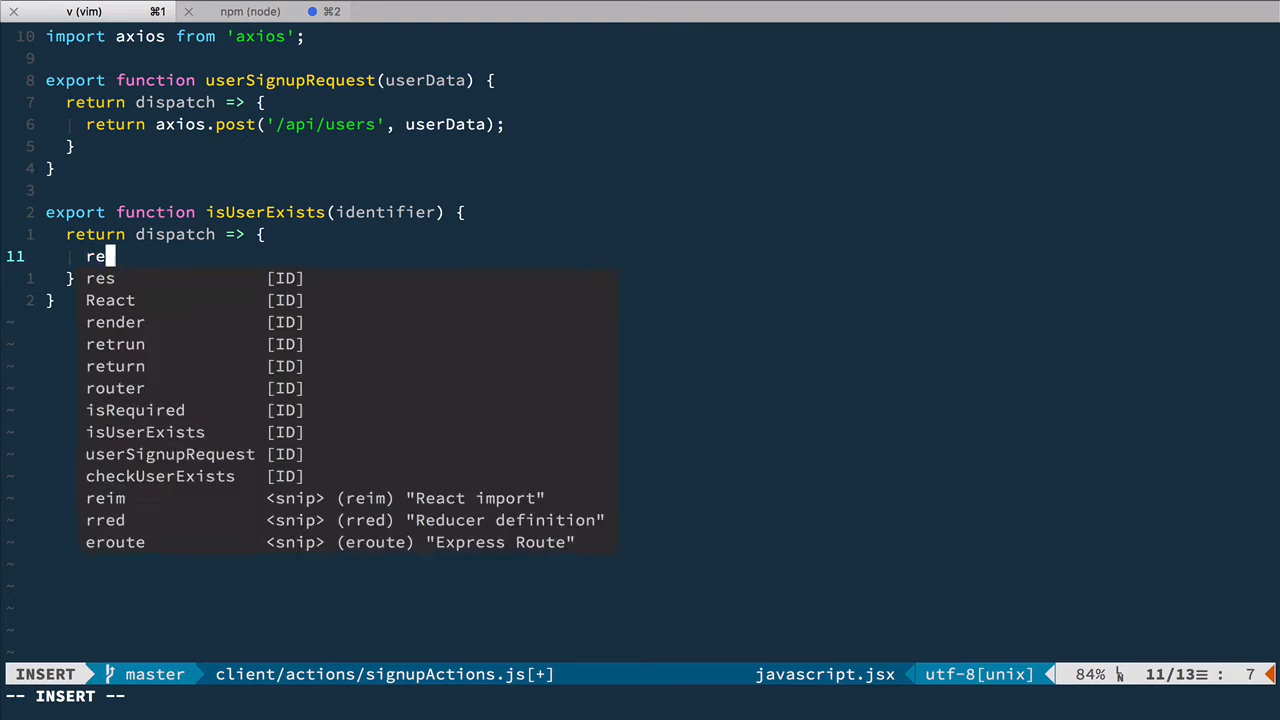 v (vim) ⌘1 npm (node) ⌘2
10 import axios from 'axios';
9
8 export function userSignupRequest(userData) {
7 return dispatch => {
6 return axios.post('/api/users', userData);
5 }
4 }
3
2 export function isUserExists(identifier) {
1 return dispatch => {
11 re
1 } res [ID]
2 } React [ID]
~ render [ID]
~ retrun [ID]
~ return [ID]
~ router [ID]
~ isRequired [ID]
~ isUserExists [ID]
~ userSignupRequest [ID]
~ checkUserExists [ID]
~ reim <snip> (reim) "React import"
~ rred <snip> (rred) "Reducer definition"
~ eroute <snip> (eroute) "Express Route"
~
~
~
~
~
INSERT master client/actions/signupActions.js[+] javascript.jsx utf-8[unix] 84% LN 11/13≡ : 7
-- INSERT --